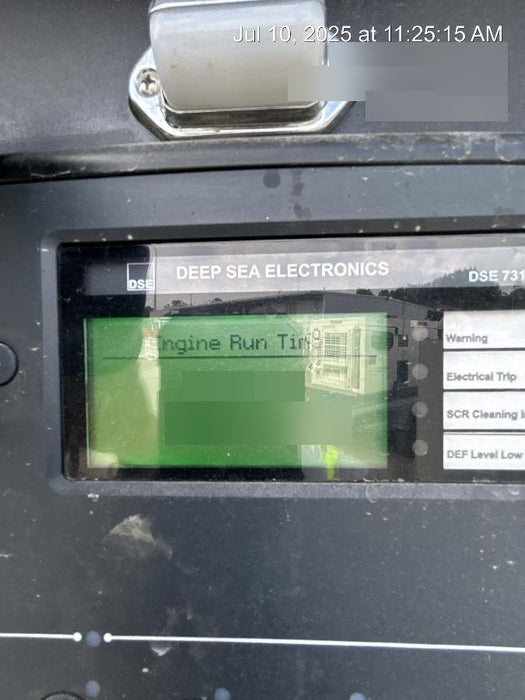 Jul 10, 2025 at 11:25:15 AM
DSE
DEEP SEA ELECTRONICS
DSE 731
Engine Run Time
Warning
Electrical Trip
SCR Cleaning
DEF Level Low